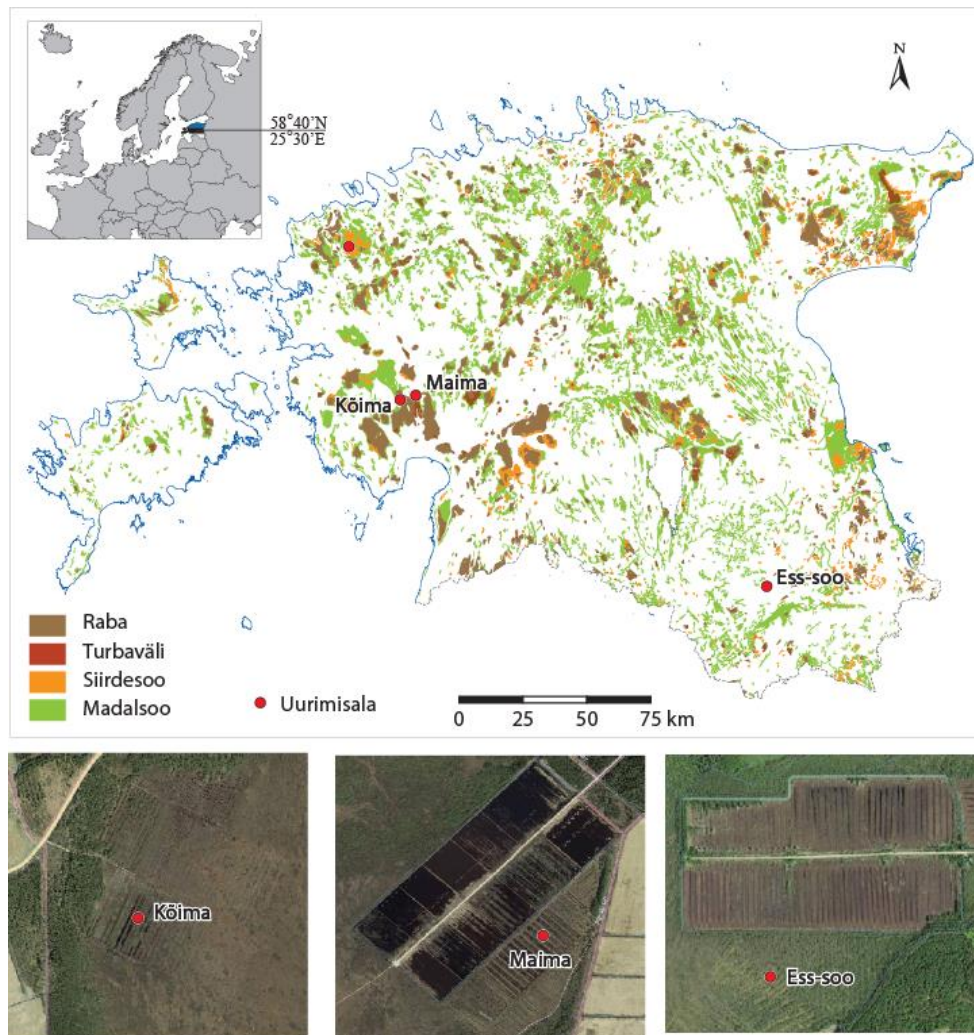 N
58°40'N
25°30'E
Maima
Kõima
Ess-soo
Raba
Turbaväli
Siirdesoo
Madalsoo
Uurimisala
0 25 50 75 km
Kõima
Maima
Ess-soo